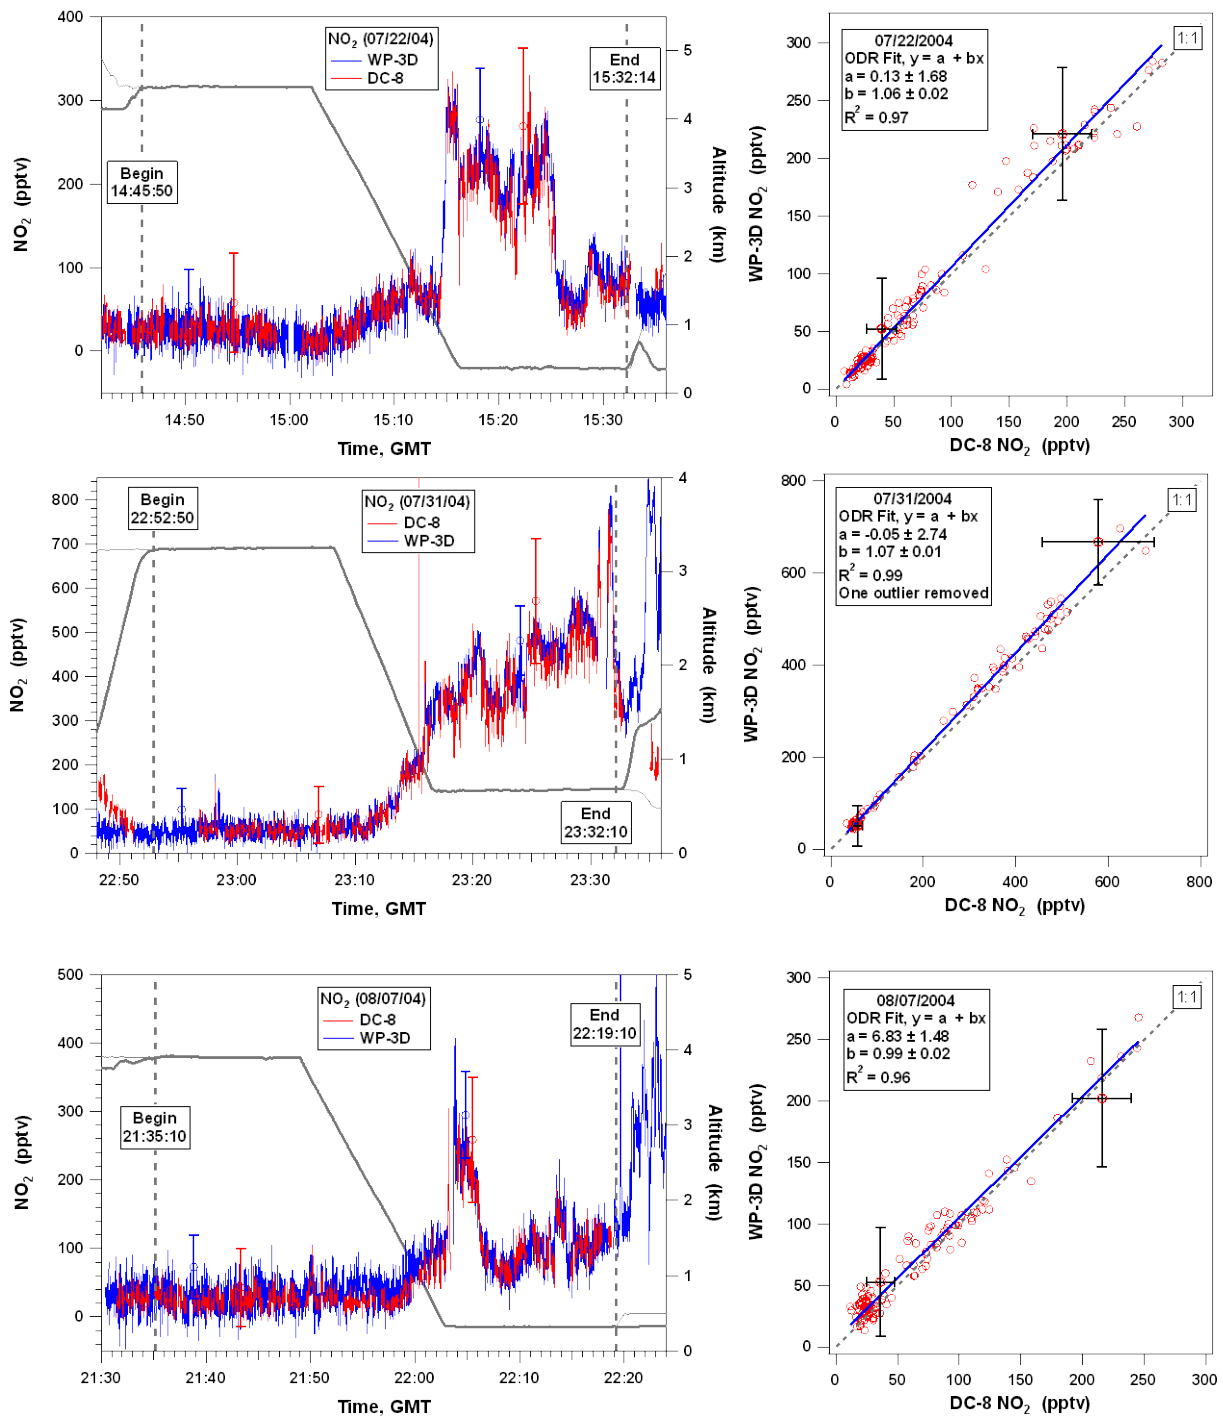 NO2 (07/22/04)
WP-3D
DC-8
Begin
14:45:50
End
15:32:14
400
300
200
100
0
NO2 (pptv)
5
4
3
2
1
0
Altitude (km)
14:50
15:00
15:10
15:20
15:30
Time, GMT
07/22/2004
ODR Fit, y = a + bx
a = 0.13 ± 1.68
b = 1.06 ± 0.02
R2 = 0.97
1:1
300
250
200
150
100
50
0
WP-3D NO2 (pptv)
0
50
100
150
200
250
300
DC-8 NO2 (pptv)
Begin
22:52:50
NO2 (07/31/04)
DC-8
WP-3D
End
23:32:10
800
700
600
500
400
300
200
100
0
NO2 (pptv)
4
3
2
1
0
Altitude (km)
22:50
23:00
23:10
23:20
23:30
Time, GMT
07/31/2004
ODR Fit, y = a + bx
a = -0.05 ± 2.74
b = 1.07 ± 0.01
R2 = 0.99
One outlier removed
1:1
800
600
400
200
0
WP-3D NO2 (pptv)
0
200
400
600
800
DC-8 NO2 (pptv)
NO2 (08/07/04)
DC-8
WP-3D
Begin
21:35:10
End
22:19:10
500
400
300
200
100
0
NO2 (pptv)
5
4
3
2
1
0
Altitude (km)
21:30
21:40
21:50
22:00
22:10
22:20
Time, GMT
08/07/2004
ODR Fit, y = a + bx
a = 6.83 ± 1.48
b = 0.99 ± 0.02
R2 = 0.96
1:1
300
250
200
150
100
50
0
WP-3D NO2 (pptv)
0
50
100
150
200
250
300
DC-8 NO2 (pptv)